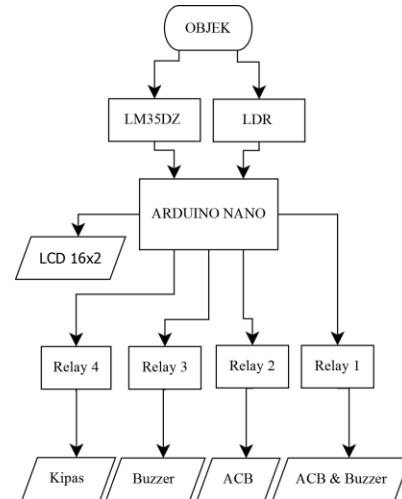 OBJEK
LM35DZ
LDR
ARDUINO NANO
LCD 16x2
Relay 4
Relay 3
Relay 2
Relay 1
Kipas
Buzzer
ACB
ACB & Buzzer